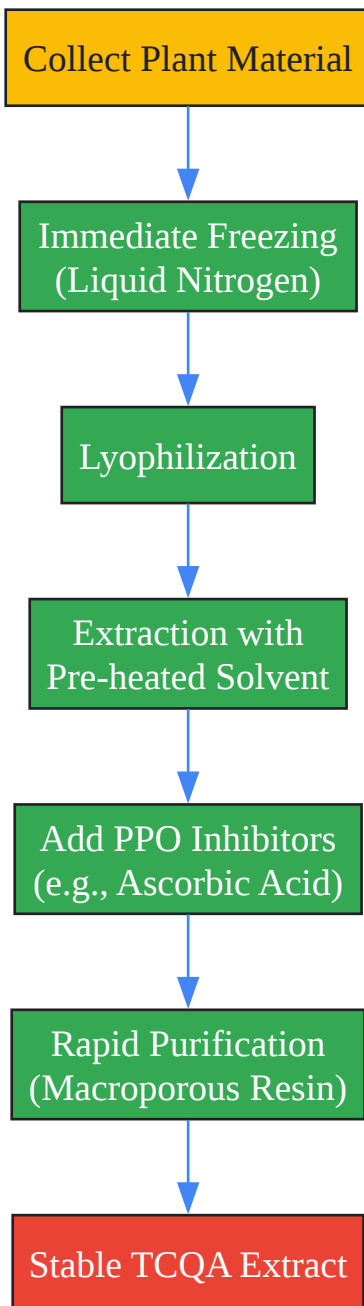 Collect Plant Material
Immediate Freezing
(Liquid Nitrogen)
Lyophilization
Extraction with
Pre-heated Solvent
Add PPO Inhibitors
(e.g., Ascorbic Acid)
Rapid Purification
(Macroporous Resin)
Stable TCQA Extract